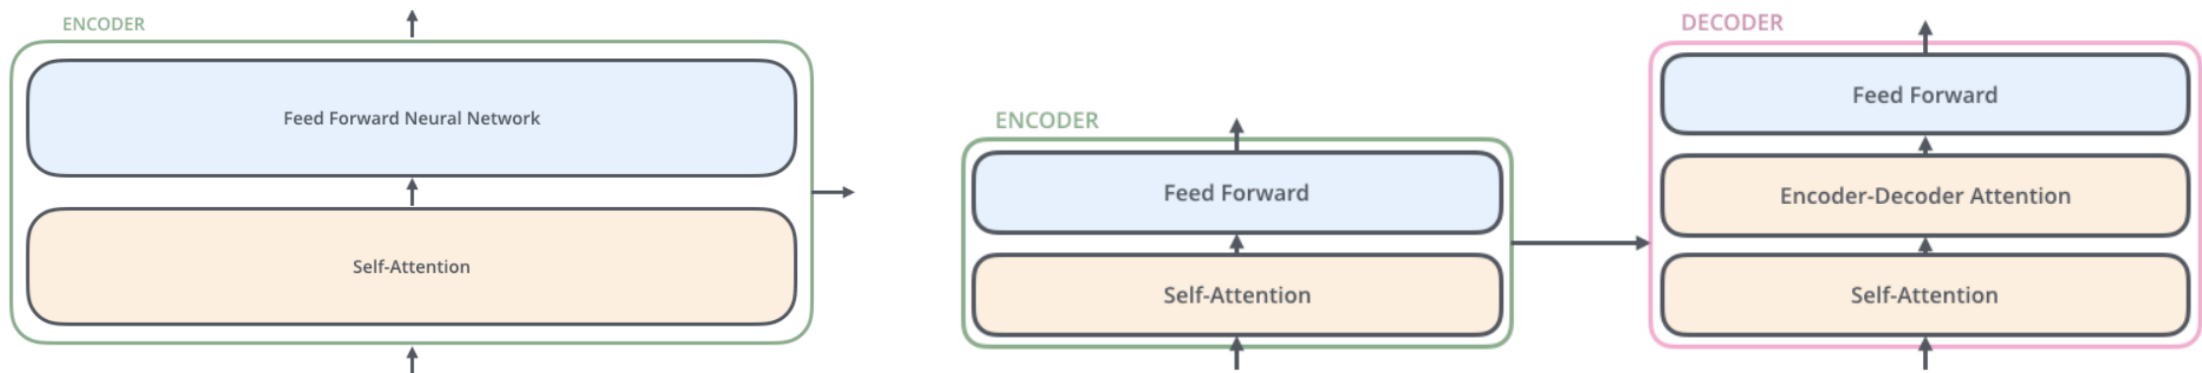 ENCODER
Feed Forward Neural Network
Self-Attention
ENCODER
Feed Forward
Self-Attention
DECODER
Feed Forward
Encoder-Decoder Attention
Self-Attention